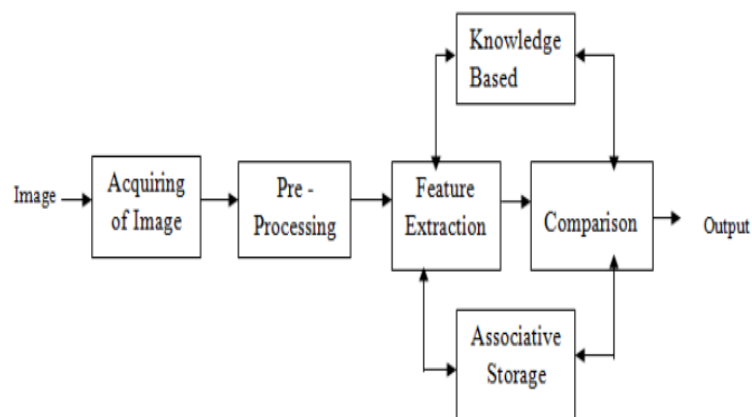 Knowledge
Based
Image
Acquiring
of Image
Pre -
Processing
Feature
Extraction
Comparison
Output
Associative
Storage